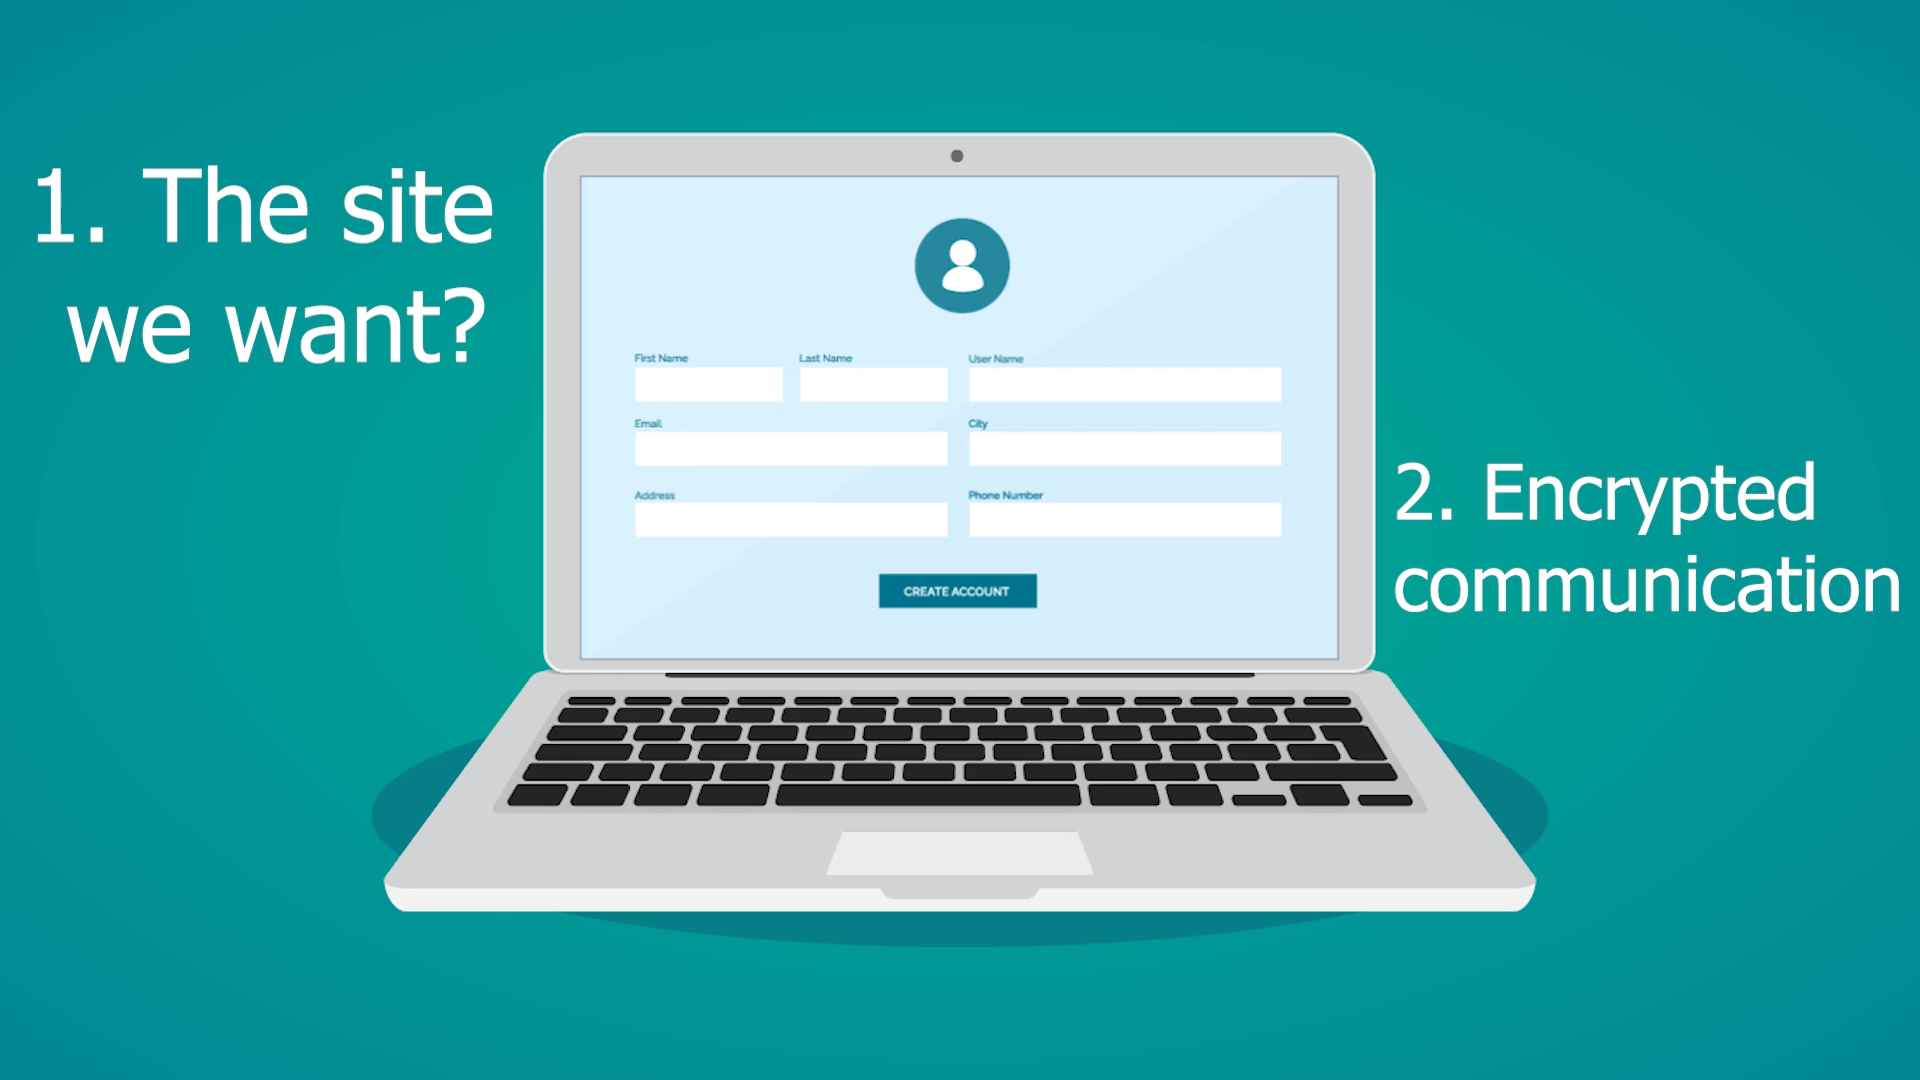 1. The site
we want?
First Name
Last Name
User Name
Email
City
Address
Phone Number
CREATE ACCOUNT
2. Encrypted
communication